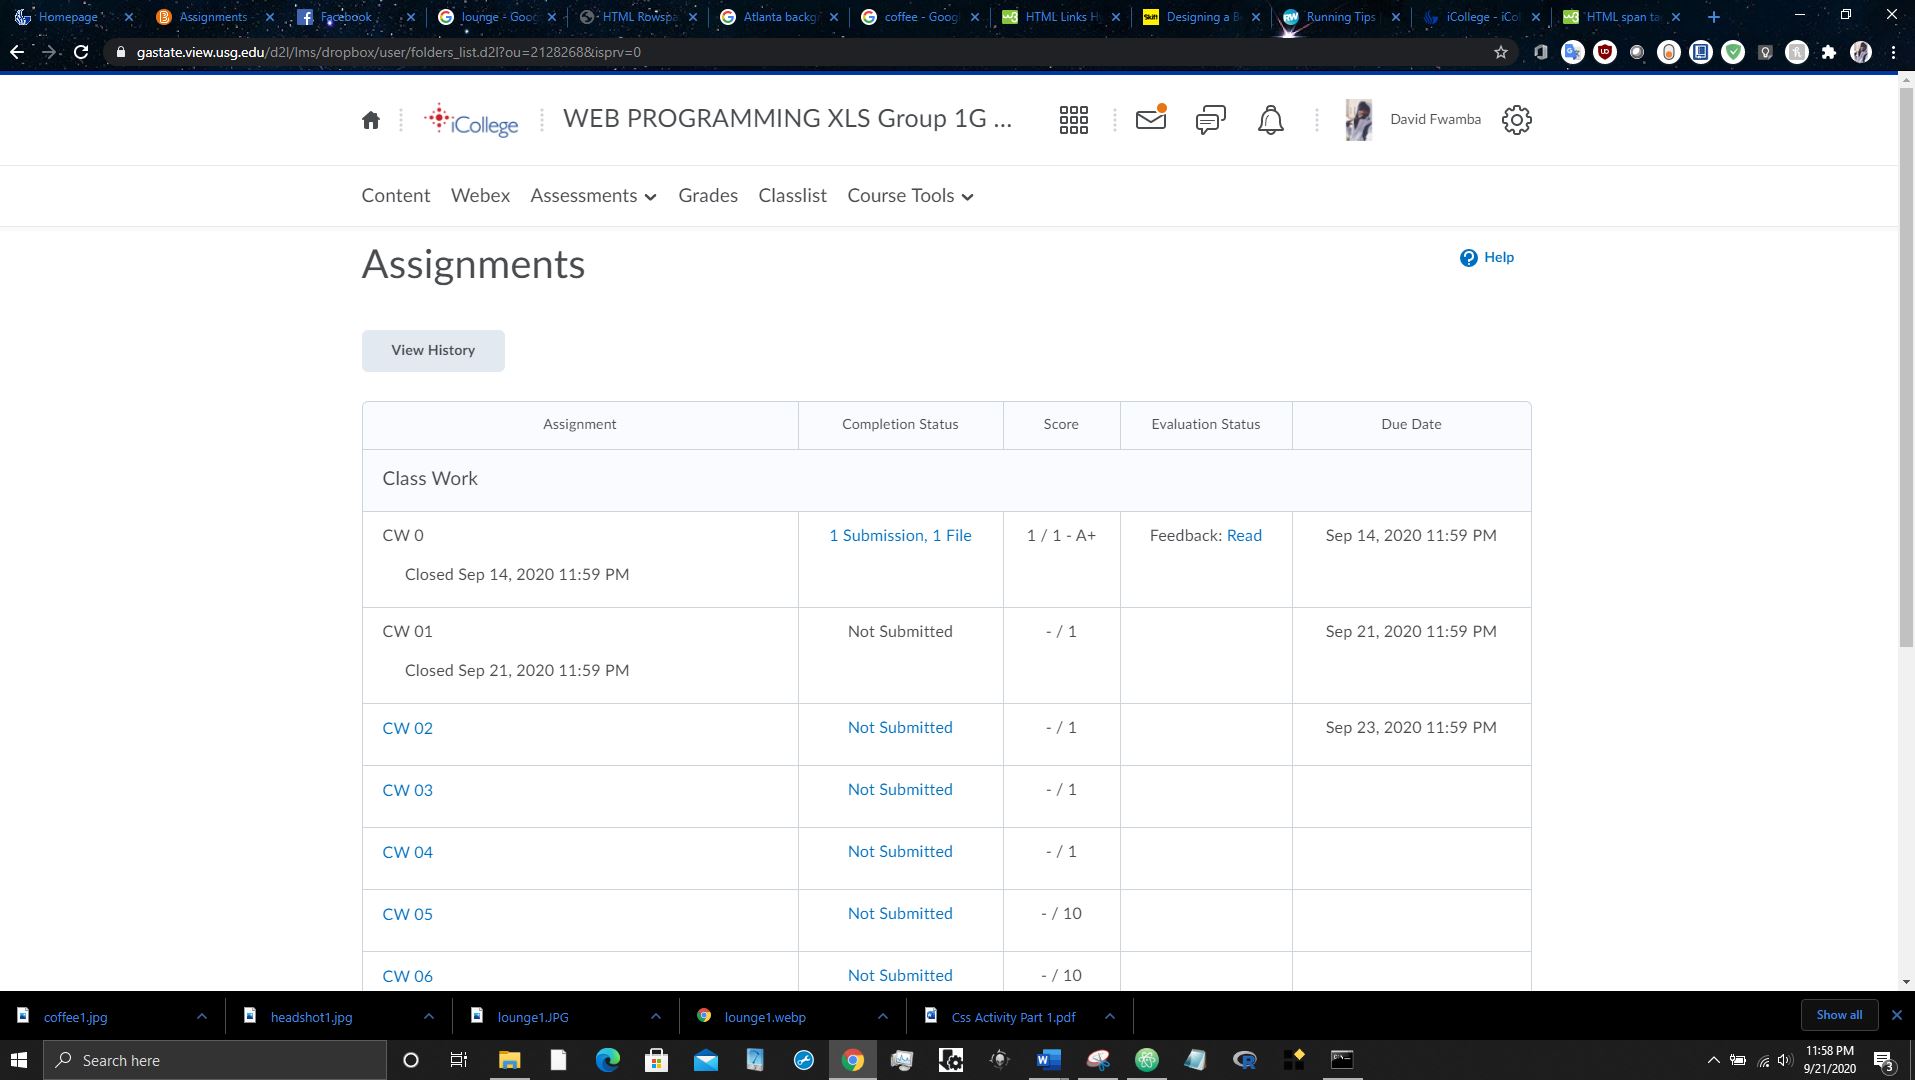 Homepage
Assignments
Facebook
lounge - Goog
HTML Rowspa
Atlanta backgr
coffee - Googl
HTML Links H
Designing a B
Running Tips
iCollege - iCol
HTML span ta
gastate.view.usg.edu/d2l/lms/dropbox/user/folders_list.d2l?ou=2128268&isprv=0
iCollege
WEB PROGRAMMING XLS Group 1G ...
David Fwamba
Content Webex Assessments Grades Classlist Course Tools
Assignments
Help
View History
Assignment Completion Status Score Evaluation Status Due Date
Class Work
CW 0 1 Submission, 1 File 1 / 1 - A+ Feedback: Read Sep 14, 2020 11:59 PM
Closed Sep 14, 2020 11:59 PM
CW 01 Not Submitted - / 1 Sep 21, 2020 11:59 PM
Closed Sep 21, 2020 11:59 PM
CW 02 Not Submitted - / 1 Sep 23, 2020 11:59 PM
CW 03 Not Submitted - / 1
CW 04 Not Submitted - / 1
CW 05 Not Submitted - / 10
CW 06 Not Submitted - / 10
coffee1.jpg
headshot1.jpg
lounge1.JPG
lounge1.webp
Css Activity Part 1.pdf
Show all
Search here
11:58 PM
9/21/2020
3